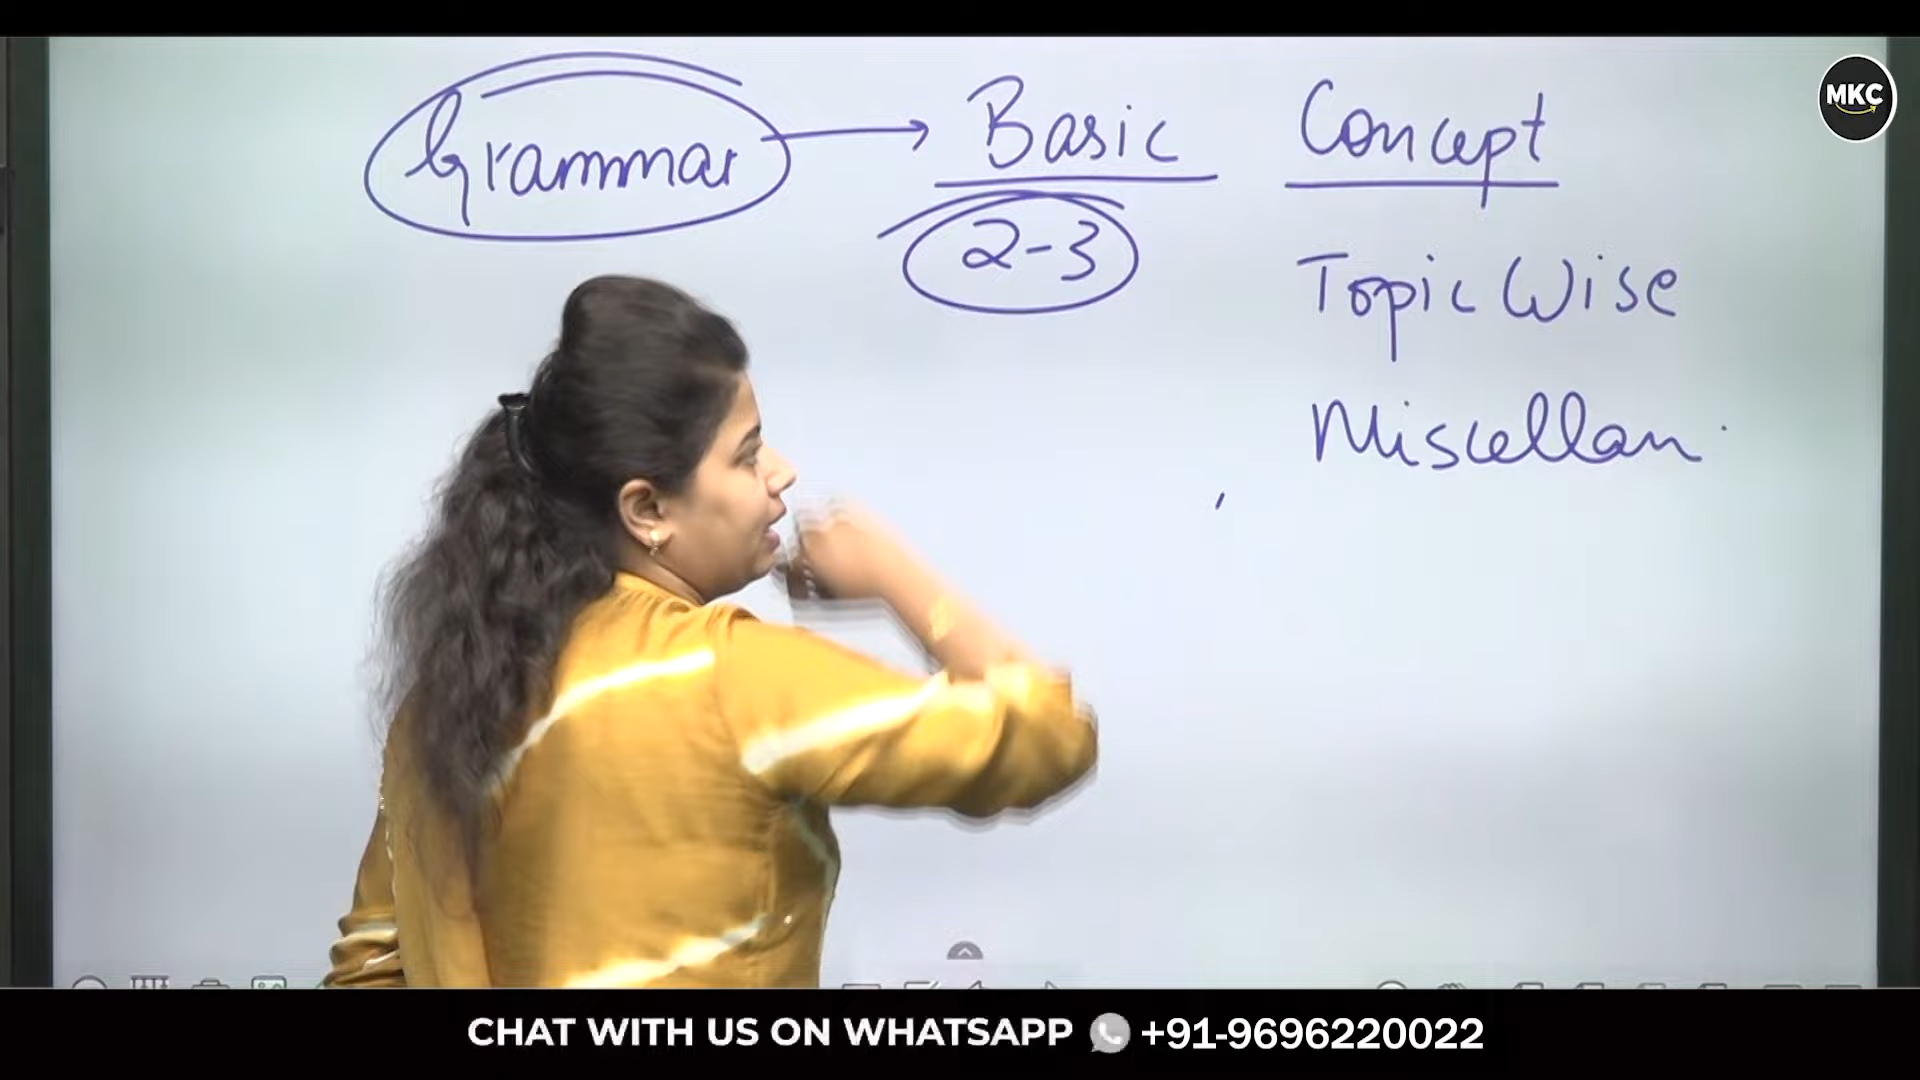 Grammar → Basic Concept
2-3
Topic Wise
Miscellan
MKC
CHAT WITH US ON WHATSAPP +91-9696220022